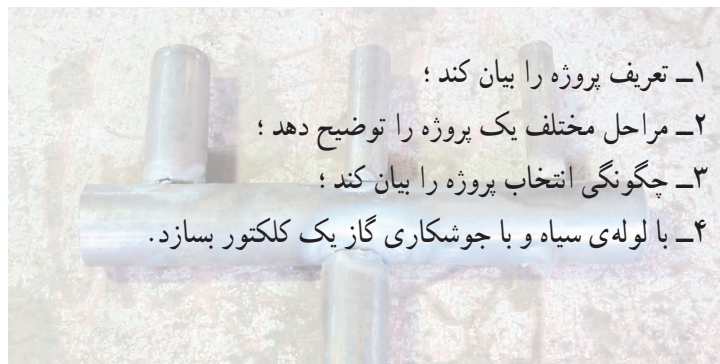 ۱ــ تعریف پروژه را بیان کند ؛
۲ــ مراحل مختلف یک پروژه را توضیح دهد ؛
۳ــ چگونگی انتخاب پروژه را بیان کند ؛
۴ــ با لوله‌ی سیاه و با جوشکاری گاز یک کلکتور بسازد.